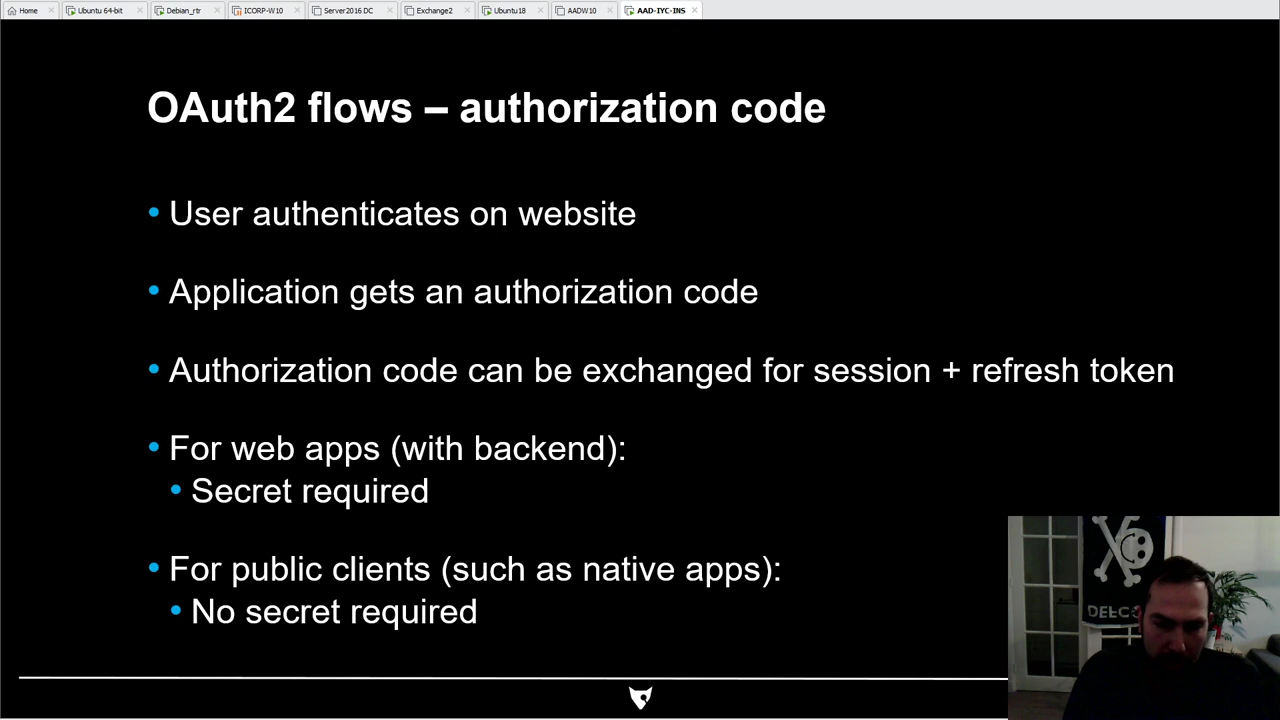 Home
Ubuntu 64-bit
Debian_rtr
ICORP-W10
Server2016 DC
Exchange2
Ubuntu18
AADW10
AAD-IYC-INS
OAuth2 flows – authorization code
• User authenticates on website
• Application gets an authorization code
• Authorization code can be exchanged for session + refresh token
• For web apps (with backend):
• Secret required
• For public clients (such as native apps):
• No secret required